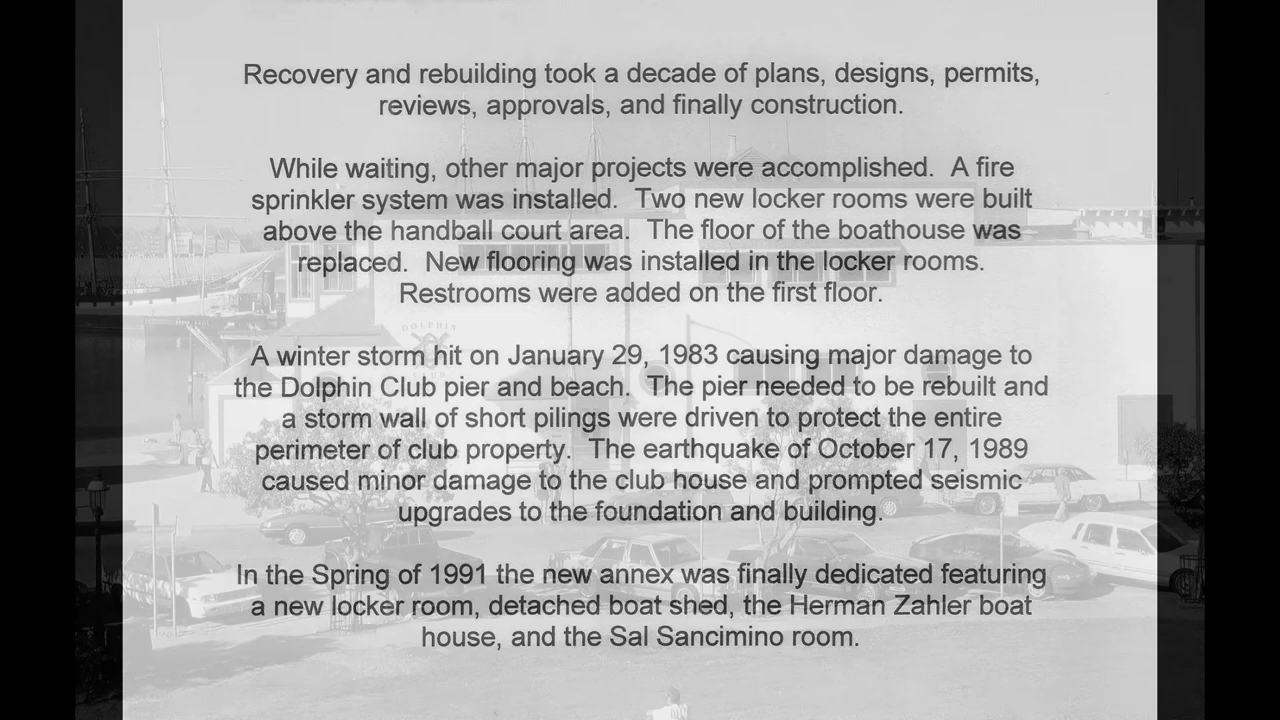 Recovery and rebuilding took a decade of plans, designs, permits,
reviews, approvals, and finally construction.
While waiting, other major projects were accomplished.  A fire
sprinkler system was installed.  Two new locker rooms were built
above the handball court area.  The floor of the boathouse was
replaced.  New flooring was installed in the locker rooms.
Restrooms were added on the first floor.
DOLPHIN
CLUB
A winter storm hit on January 29, 1983 causing major damage to
the Dolphin Club pier and beach.  The pier needed to be rebuilt and
a storm wall of short pilings were driven to protect the entire
perimeter of club property.  The earthquake of October 17, 1989
caused minor damage to the club house and prompted seismic
upgrades to the foundation and building.
In the Spring of 1991 the new annex was finally dedicated featuring
a new locker room, detached boat shed, the Herman Zahler boat
house, and the Sal Sancimino room.